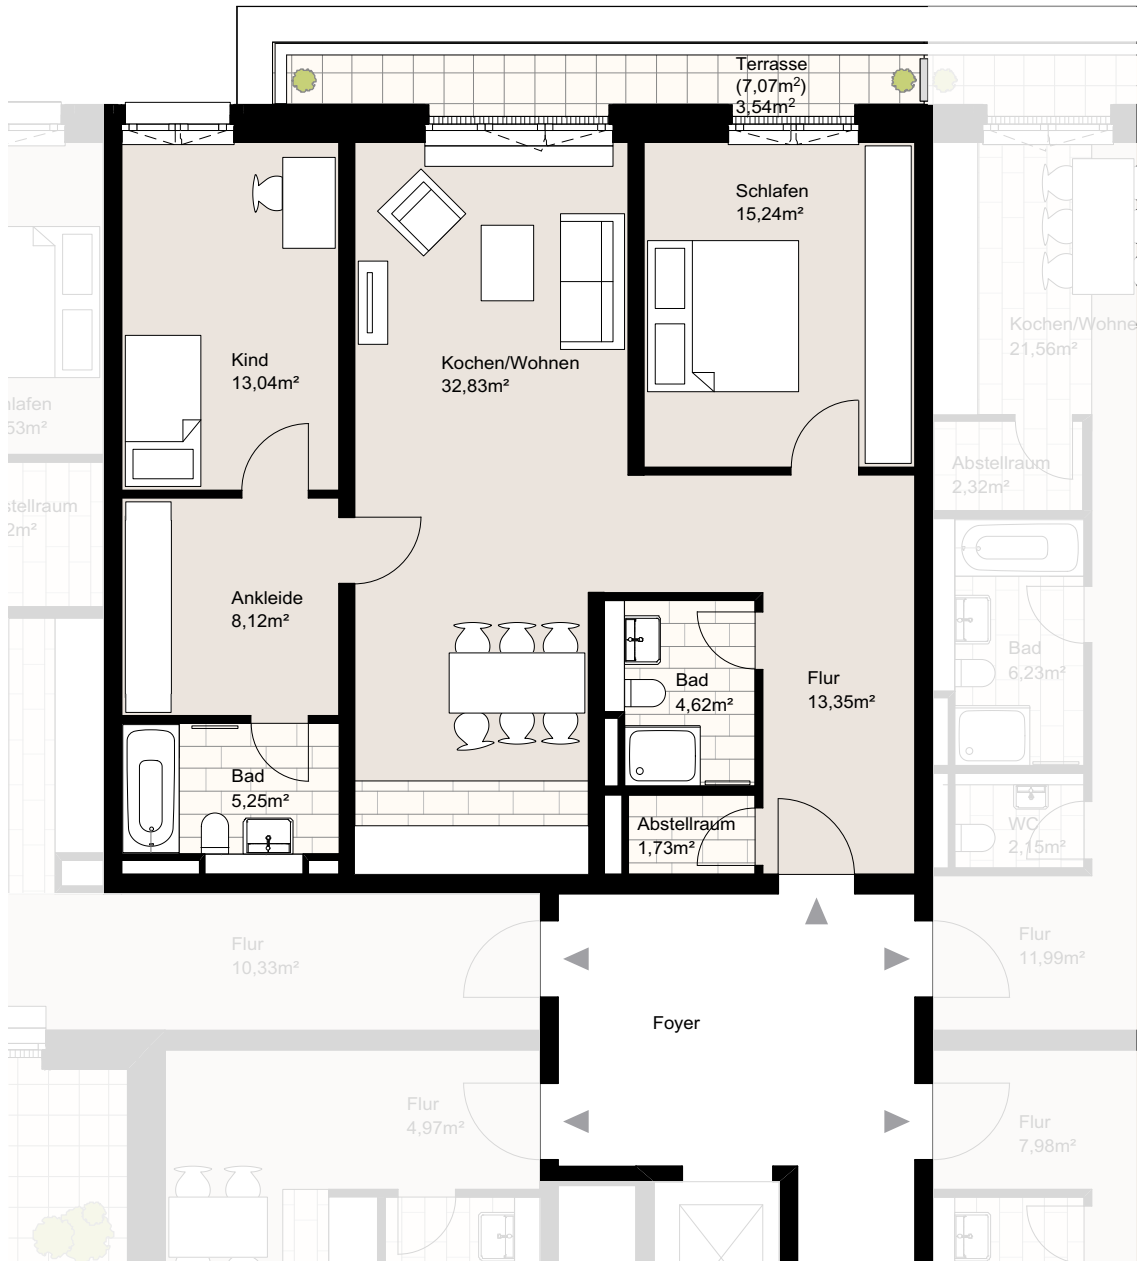 Terrasse
(7,07m²)
3,54m²
Schlafen
15,24m²
Kind
13,04m²
Kochen/Wohnen
32,83m²
Kochen/Wohne
21,56m²
hlafen
53m²
Abstellraum
2,32m²
stellraum
2m²
Ankleide
8,12m²
Bad
4,62m²
Flur
13,35m²
Bad
6,23m²
Bad
5,25m²
Abstellraum
1,73m²
WC
2,15m²
Flur
10,33m²
Flur
11,99m²
Foyer
Flur
4,97m²
Flur
7,98m²